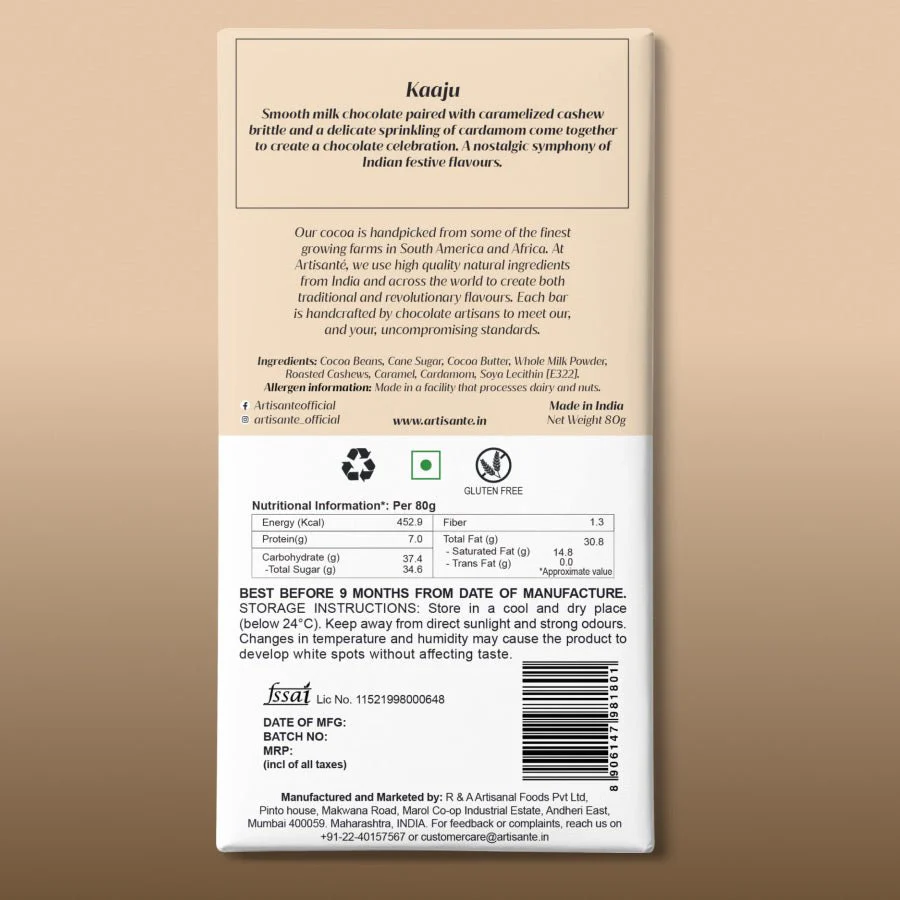 Kaaju
Smooth milk chocolate paired with caramelized cashew
brittle and a delicate sprinkling of cardamom come together
to create a chocolate celebration. A nostalgic symphony of
Indian festive flavours.
Our cocoa is handpicked from some of the finest
growing farms in South America and Africa. At
Artisanté, we use high quality natural ingredients
from India and across the world to create both
traditional and revolutionary flavours. Each bar
is handcrafted by chocolate artisans to meet our,
and your, uncompromising standards.
Ingredients: Cocoa Beans, Cane Sugar, Cocoa Butter, Whole Milk Powder,
Roasted Cashews, Caramel, Cardamom, Soya Lecithin [E322].
Allergen information: Made in a facility that processes dairy and nuts.
Artisanteofficial
artisante_official
www.artisante.in
Made in India
Net Weight 80g
GLUTEN FREE
Nutritional Information*: Per 80g
Energy (Kcal) 452.9
Protein(g) 7.0
Carbohydrate (g) 37.4
-Total Sugar (g) 34.6
Fiber 1.3
Total Fat (g) 30.8
- Saturated Fat (g) 14.8
- Trans Fat (g) 0.0
*Approximate value
BEST BEFORE 9 MONTHS FROM DATE OF MANUFACTURE.
STORAGE INSTRUCTIONS: Store in a cool and dry place
(below 24°C). Keep away from direct sunlight and strong odours.
Changes in temperature and humidity may cause the product to
develop white spots without affecting taste.
fssai Lic No. 11521998000648
DATE OF MFG:
BATCH NO:
MRP:
(incl of all taxes)
8 906147 981801
Manufactured and Marketed by: R & A Artisanal Foods Pvt Ltd,
Pinto house, Makwana Road, Marol Co-op Industrial Estate, Andheri East,
Mumbai 400059. Maharashtra, INDIA. For feedback or complaints, reach us on
+91-22-40157567 or customercare@artisante.in